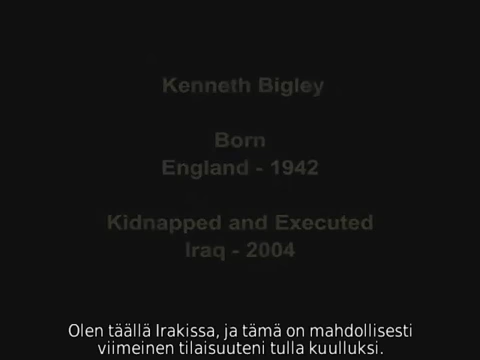 Kenneth Bigley
Born
England - 1942
Kidnapped and Executed
Iraq - 2004
Olen täällä Irakissa, ja tämä on mahdollisesti
viimeinen tilaisuuteni tulla kuulluksi.